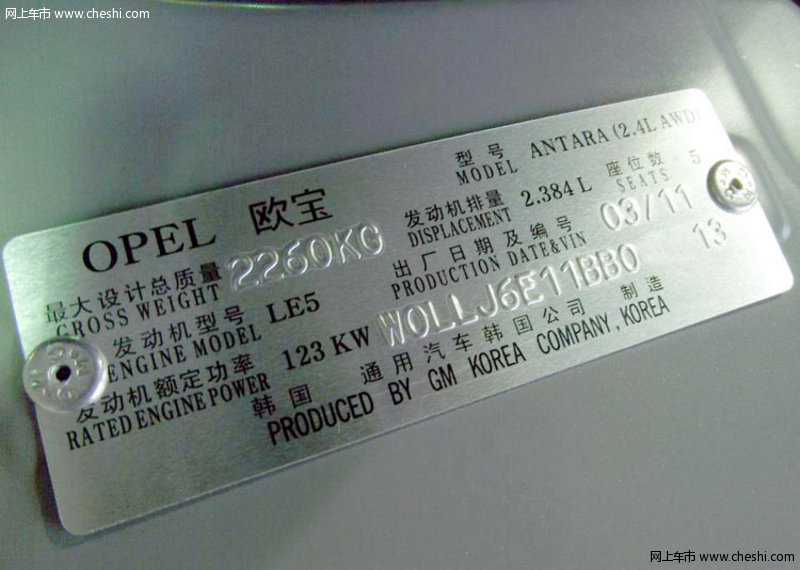 网上车市 www.cheshi.com
OPEL 欧宝
型号 MODEL ANTARA (2.4L AWD)
最大设计总质量 GROSS WEIGHT 2260KG
发动机排量 DISPLACEMENT 2.384 L
座位数 SEATS 5
发动机型号 ENGINE MODEL LE5
出厂日期及编号 PRODUCTION DATE&VIN 03/11
发动机额定功率 RATED ENGINE POWER 123 KW
W0LLJ6E11BB0 13
韩国 通用汽车韩国公司 制造
PRODUCED BY GM KOREA COMPANY, KOREA
网上车市 www.cheshi.com